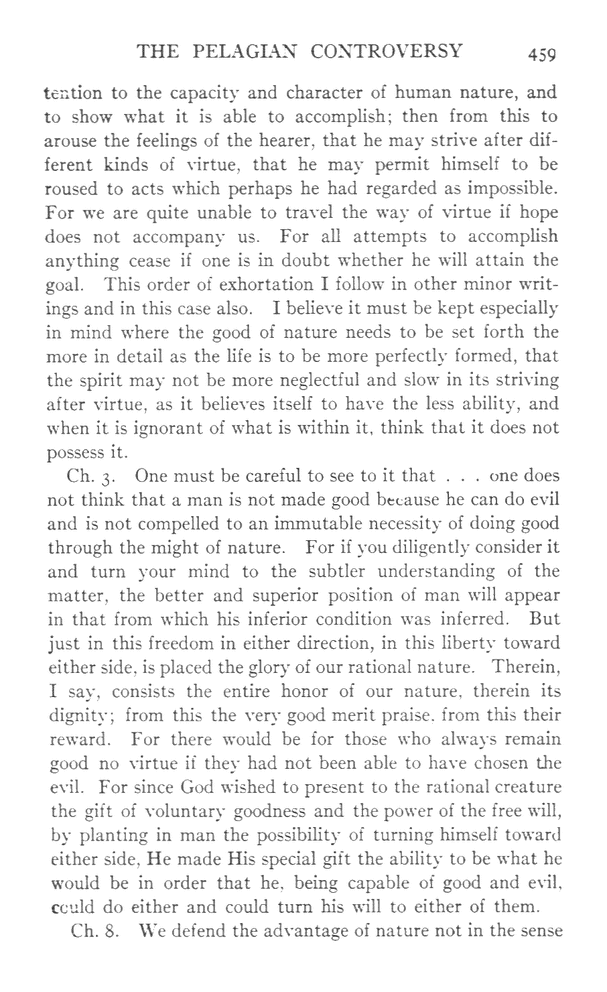 THE PELAGIAN CONTROVERSY 459
tention to the capacity and character of human nature, and
to show what it is able to accomplish; then from this to
arouse the feelings of the hearer, that he may strive after dif-
ferent kinds of virtue, that he may permit himself to be
roused to acts which perhaps he had regarded as impossible.
For we are quite unable to travel the way of virtue if hope
does not accompany us. For all attempts to accomplish
anything cease if one is in doubt whether he will attain the
goal. This order of exhortation I follow in other minor writ-
ings and in this case also. I believe it must be kept especially
in mind where the good of nature needs to be set forth the
more in detail as the life is to be more perfectly formed, that
the spirit may not be more neglectful and slow in its striving
after virtue, as it believes itself to have the less ability, and
when it is ignorant of what is within it, think that it does not
possess it.
Ch. 3. One must be careful to see to it that . . . one does
not think that a man is not made good because he can do evil
and is not compelled to an immutable necessity of doing good
through the might of nature. For if you diligently consider it
and turn your mind to the subtler understanding of the
matter, the better and superior position of man will appear
in that from which his inferior condition was inferred. But
just in this freedom in either direction, in this liberty toward
either side, is placed the glory of our rational nature. Therein,
I say, consists the entire honor of our nature, therein its
dignity; from this the very good merit praise, from this their
reward. For there would be for those who always remain
good no virtue if they had not been able to have chosen the
evil. For since God wished to present to the rational creature
the gift of voluntary goodness and the power of the free will,
by planting in man the possibility of turning himself toward
either side, He made His special gift the ability to be what he
would be in order that he, being capable of good and evil,
could do either and could turn his will to either of them.
Ch. 8. We defend the advantage of nature not in the sense